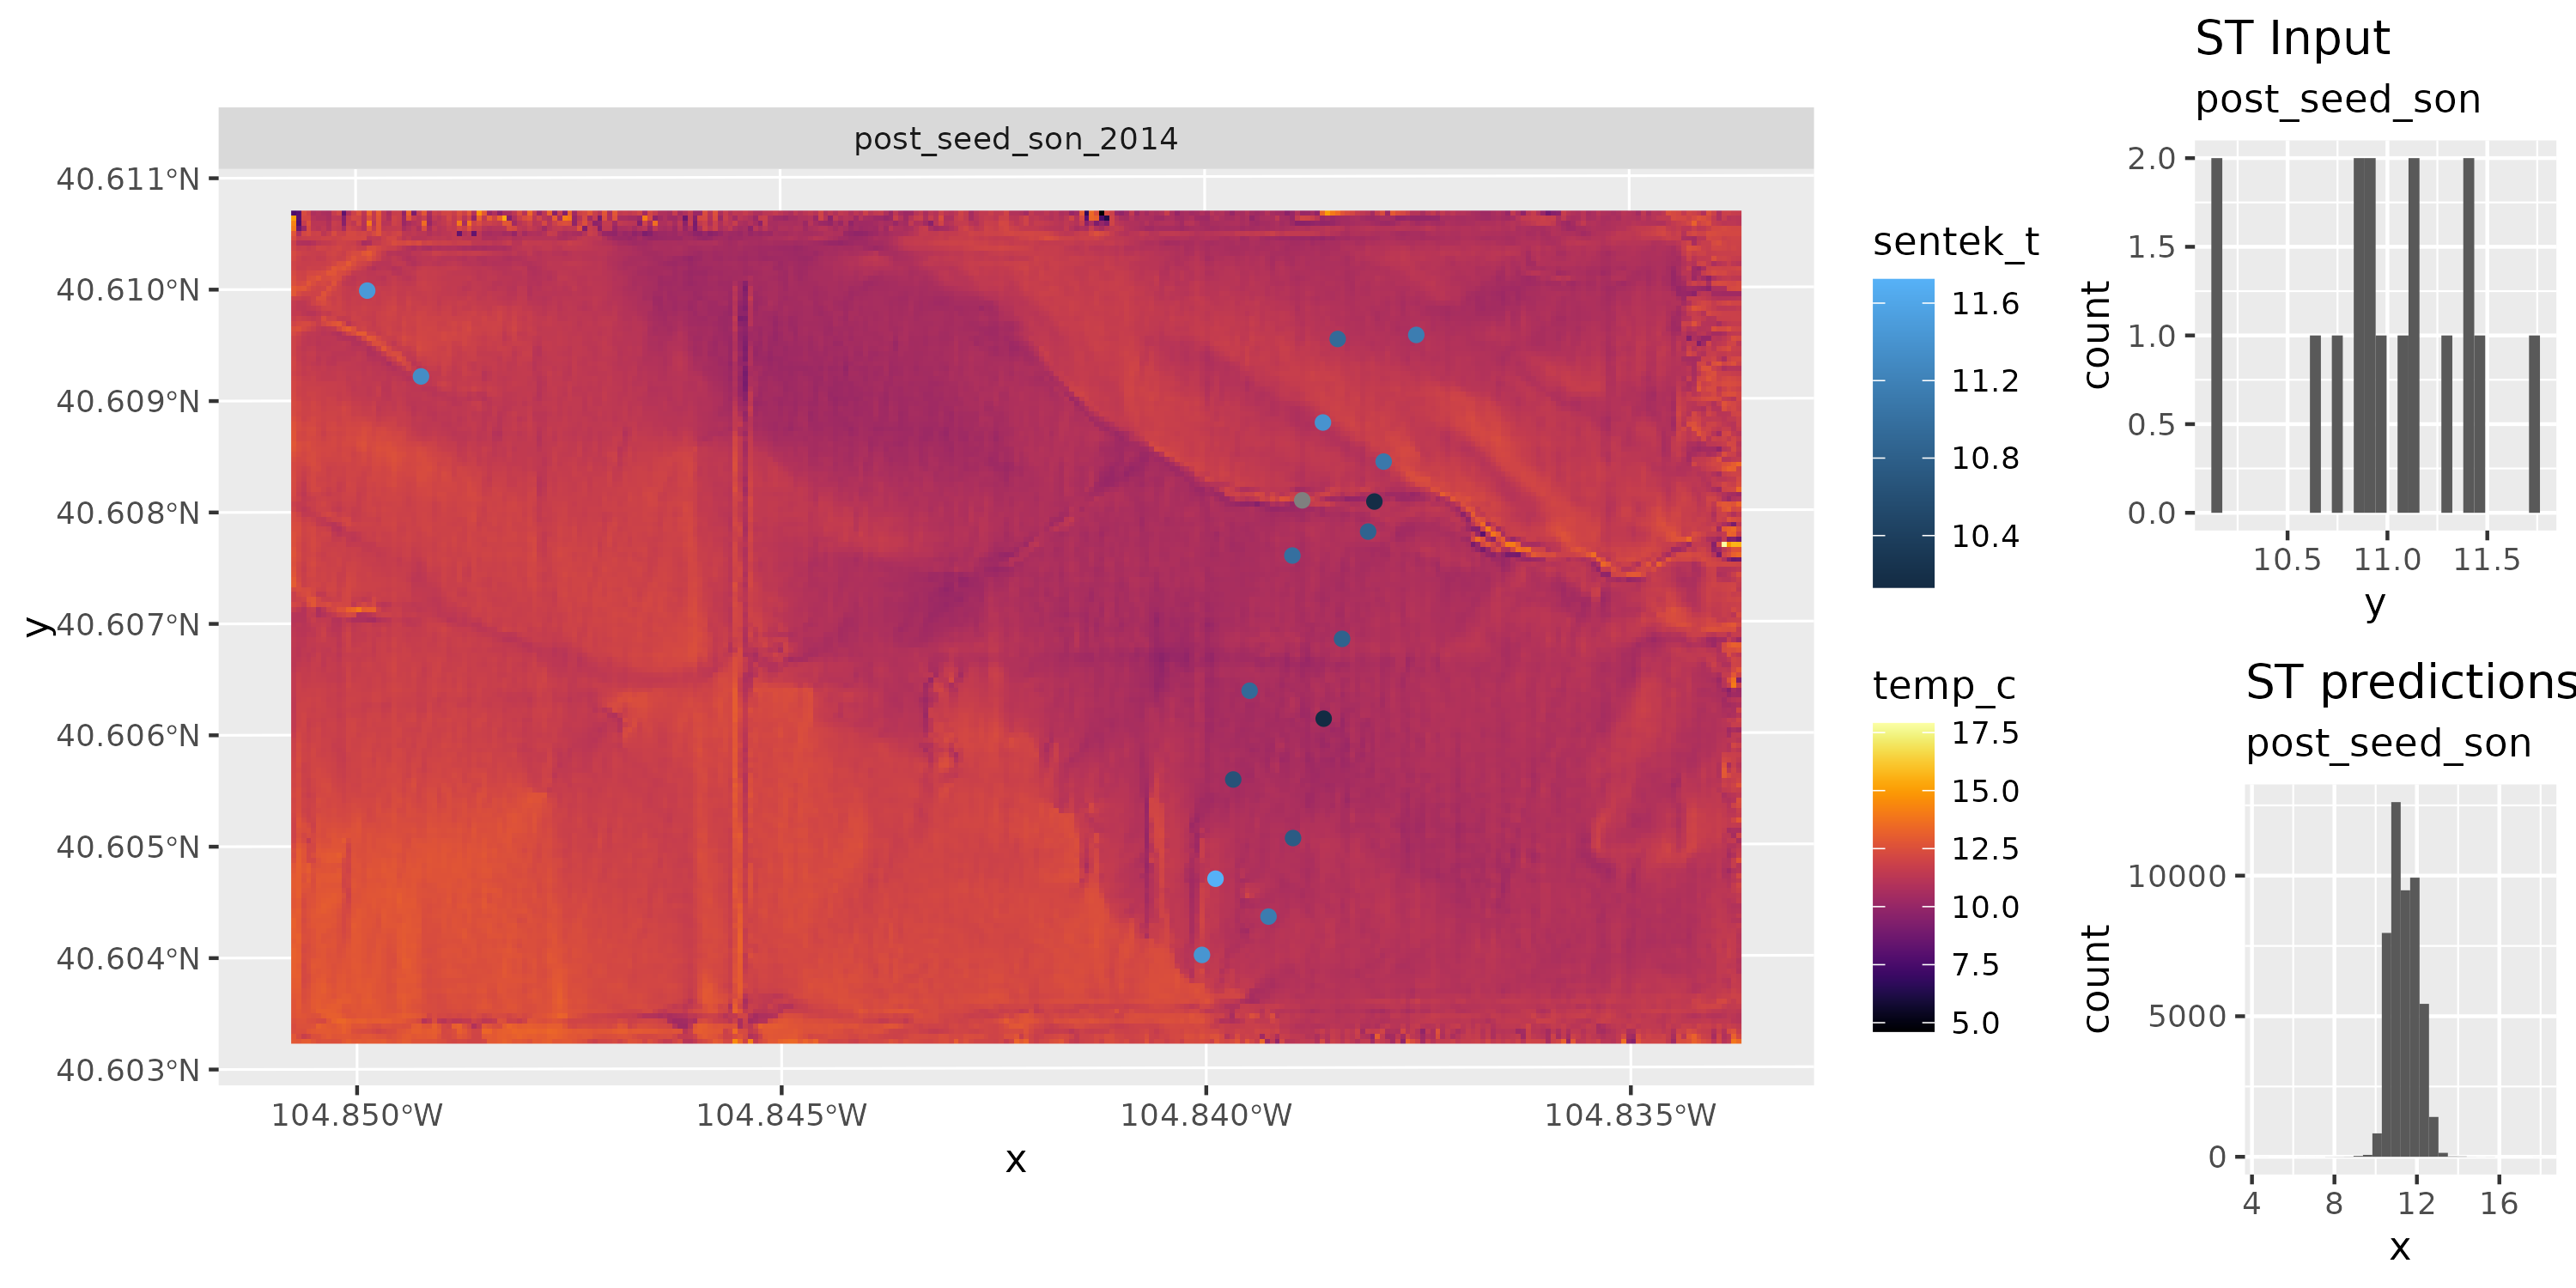 post_seed_son_2014
40.611°N
40.610°N
40.609°N
40.608°N
40.607°N
40.606°N
40.605°N
40.604°N
40.603°N
y
104.850°W
104.845°W
104.840°W
104.835°W
x
sentek_t
11.6
11.2
10.8
10.4
temp_c
17.5
15.0
12.5
10.0
7.5
5.0
ST Input
post_seed_son
2.0
1.5
1.0
0.5
0.0
count
10.5 11.0 11.5
y
ST predictions
post_seed_son
10000
5000
0
count
4 8 12 16
x